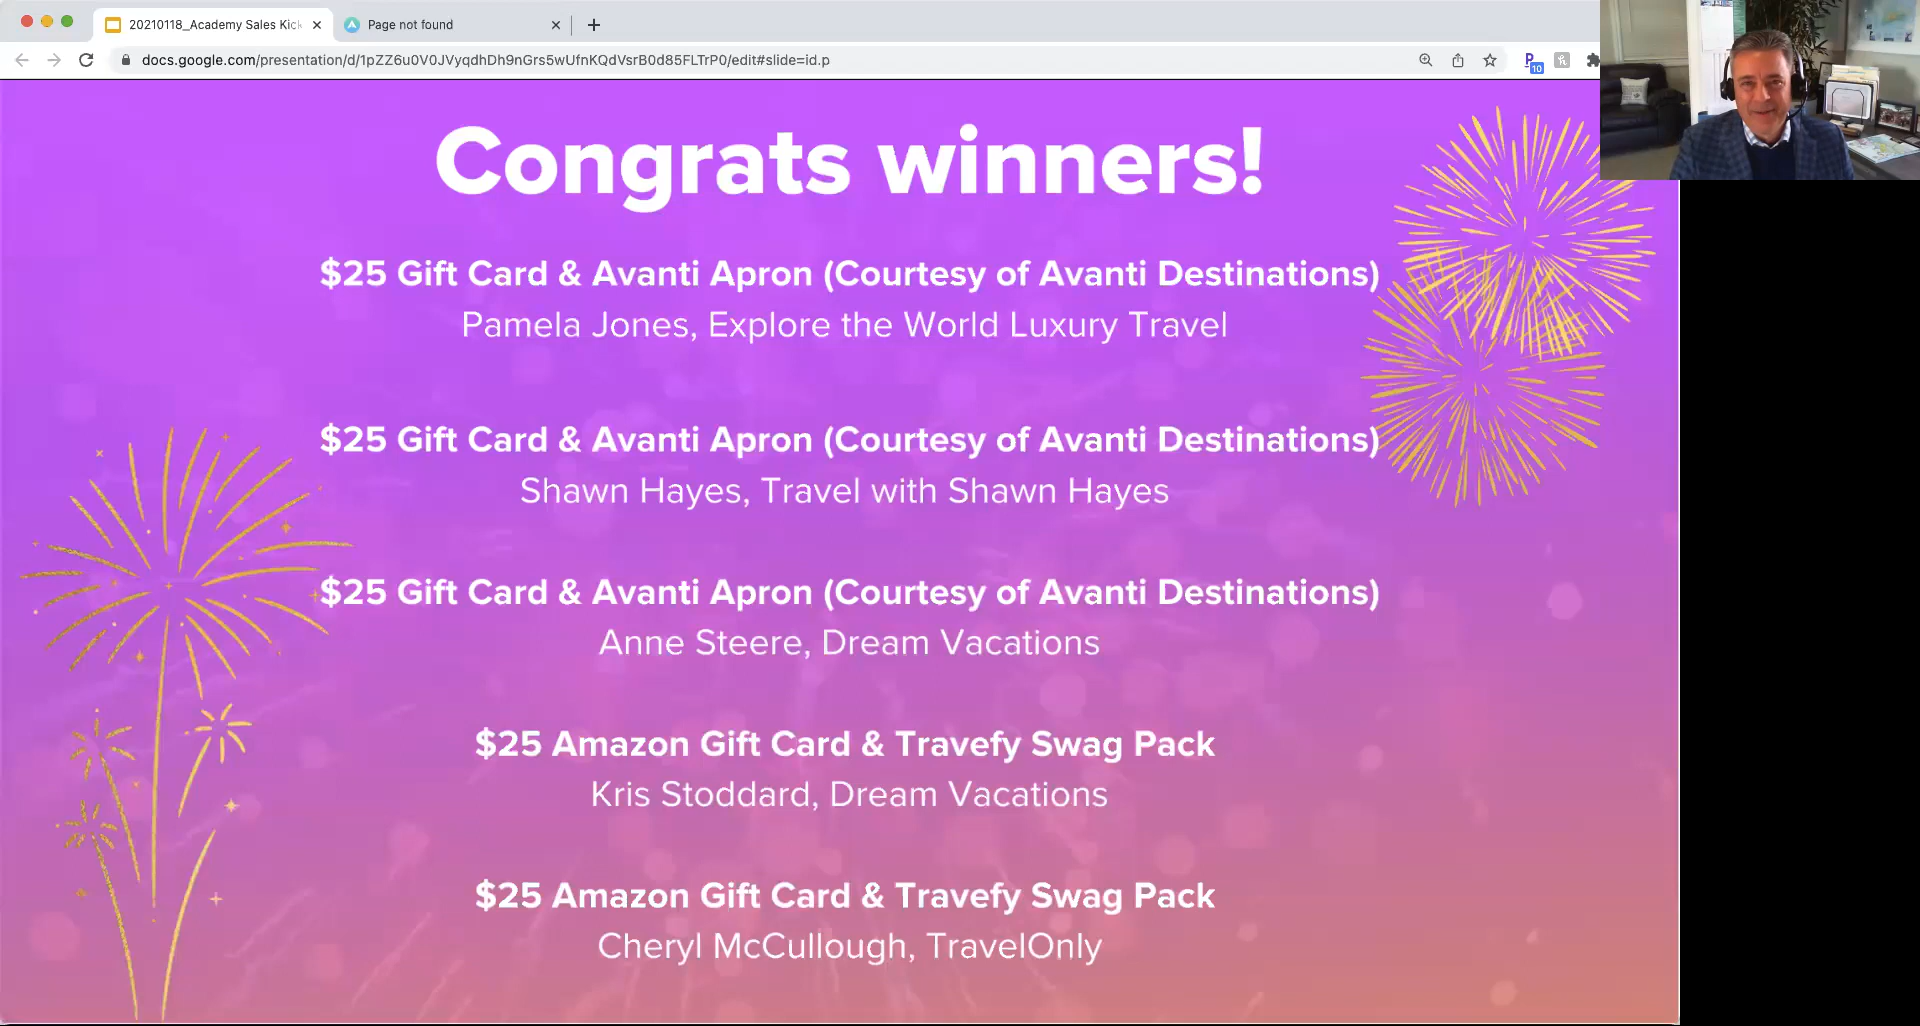 20210118_Academy Sales Kick
Page not found
docs.google.com/presentation/d/1pZZ6u0V0JVyqdhDh9nGrs5wUfnKQdVsrB0d85FLTrP0/edit#slide=id.p
10
Congrats winners!
$25 Gift Card & Avanti Apron (Courtesy of Avanti Destinations)
Pamela Jones, Explore the World Luxury Travel
$25 Gift Card & Avanti Apron (Courtesy of Avanti Destinations)
Shawn Hayes, Travel with Shawn Hayes
$25 Gift Card & Avanti Apron (Courtesy of Avanti Destinations)
Anne Steere, Dream Vacations
$25 Amazon Gift Card & Travefy Swag Pack
Kris Stoddard, Dream Vacations
$25 Amazon Gift Card & Travefy Swag Pack
Cheryl McCullough, TravelOnly